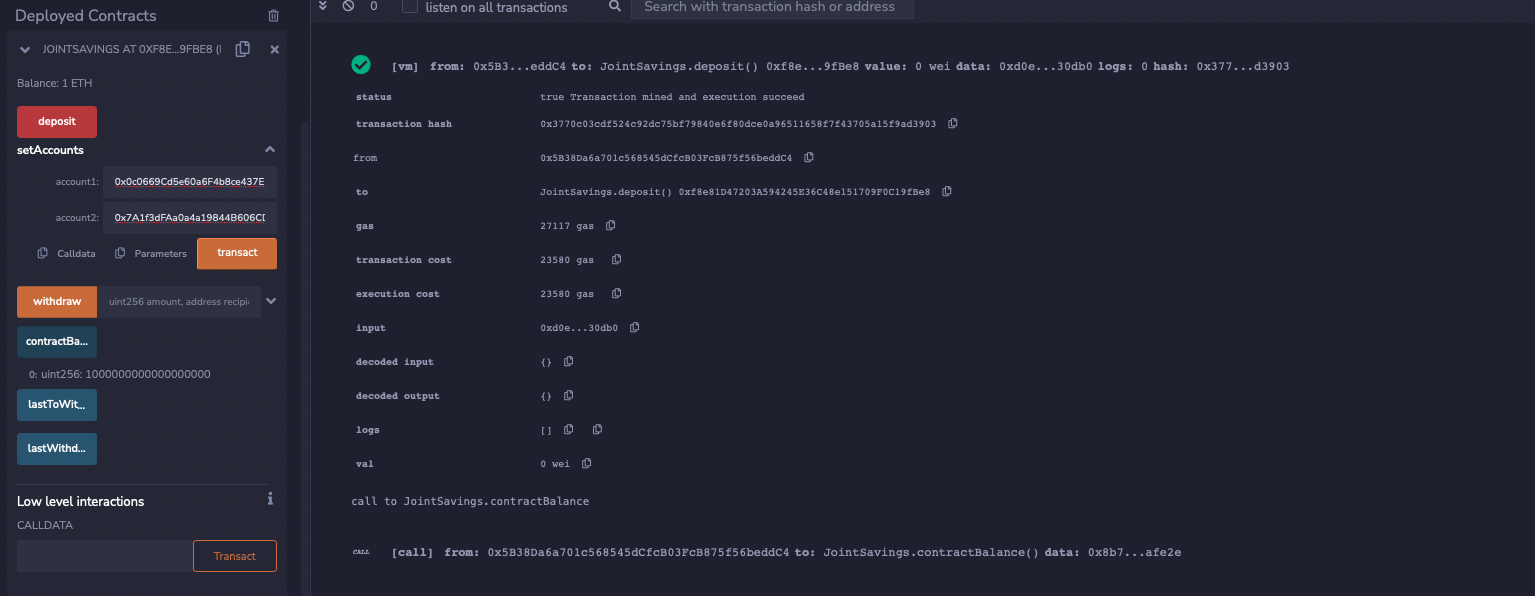 Deployed Contracts
JOINTSAVINGS AT 0XF8E...9FBE8 (
Balance: 1 ETH
deposit
setAccounts
account1: 0x0c0669Cd5e60a6F4b8ce437E
account2: 0x7A1f3dFAa0a4a19844B606C
Calldata Parameters transact
withdraw uint256 amount, address recipi
contractBa...
0: uint256: 1000000000000000000
lastToWit...
lastWithd...
Low level interactions
CALLDATA
Transact
0 listen on all transactions Search with transaction hash or address
[vm] from: 0x5B3...eddC4 to: JointSavings.deposit() 0xf8e...9fBe8 value: 0 wei data: 0xd0e...30db0 logs: 0 hash: 0x377...d3903
status true Transaction mined and execution succeed
transaction hash 0x3770c03cdf524c92dc75bf79840e6f80dce0a96511658f7f43705a15f9ad3903
from 0x5B38Da6a701c568545dCfcB03FcB875f56beddC4
to JointSavings.deposit() 0xf8e81D47203A594245E36C48e151709F0C19fBe8
gas 27117 gas
transaction cost 23580 gas
execution cost 23580 gas
input 0xd0e...30db0
decoded input {}
decoded output {}
logs []
val 0 wei
call to JointSavings.contractBalance
CALL [call] from: 0x5B38Da6a701c568545dCfcB03FcB875f56beddC4 to: JointSavings.contractBalance() data: 0x8b7...afe2e